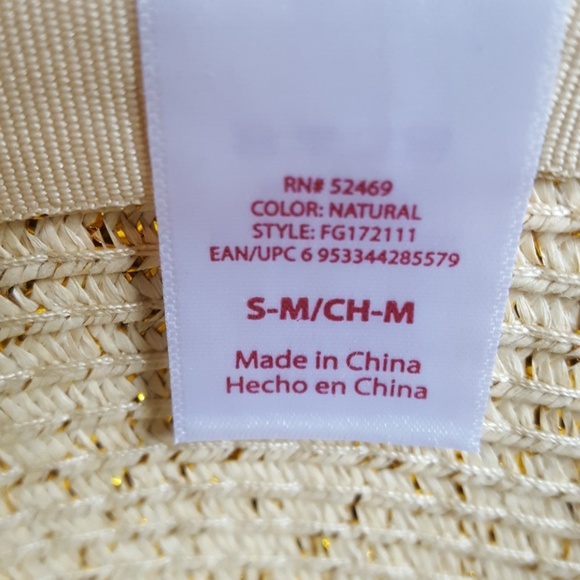 RN# 52469
COLOR: NATURAL
STYLE: FG172111
EAN/UPC 6 953344285579
S-M/CH-M
Made in China
Hecho en China